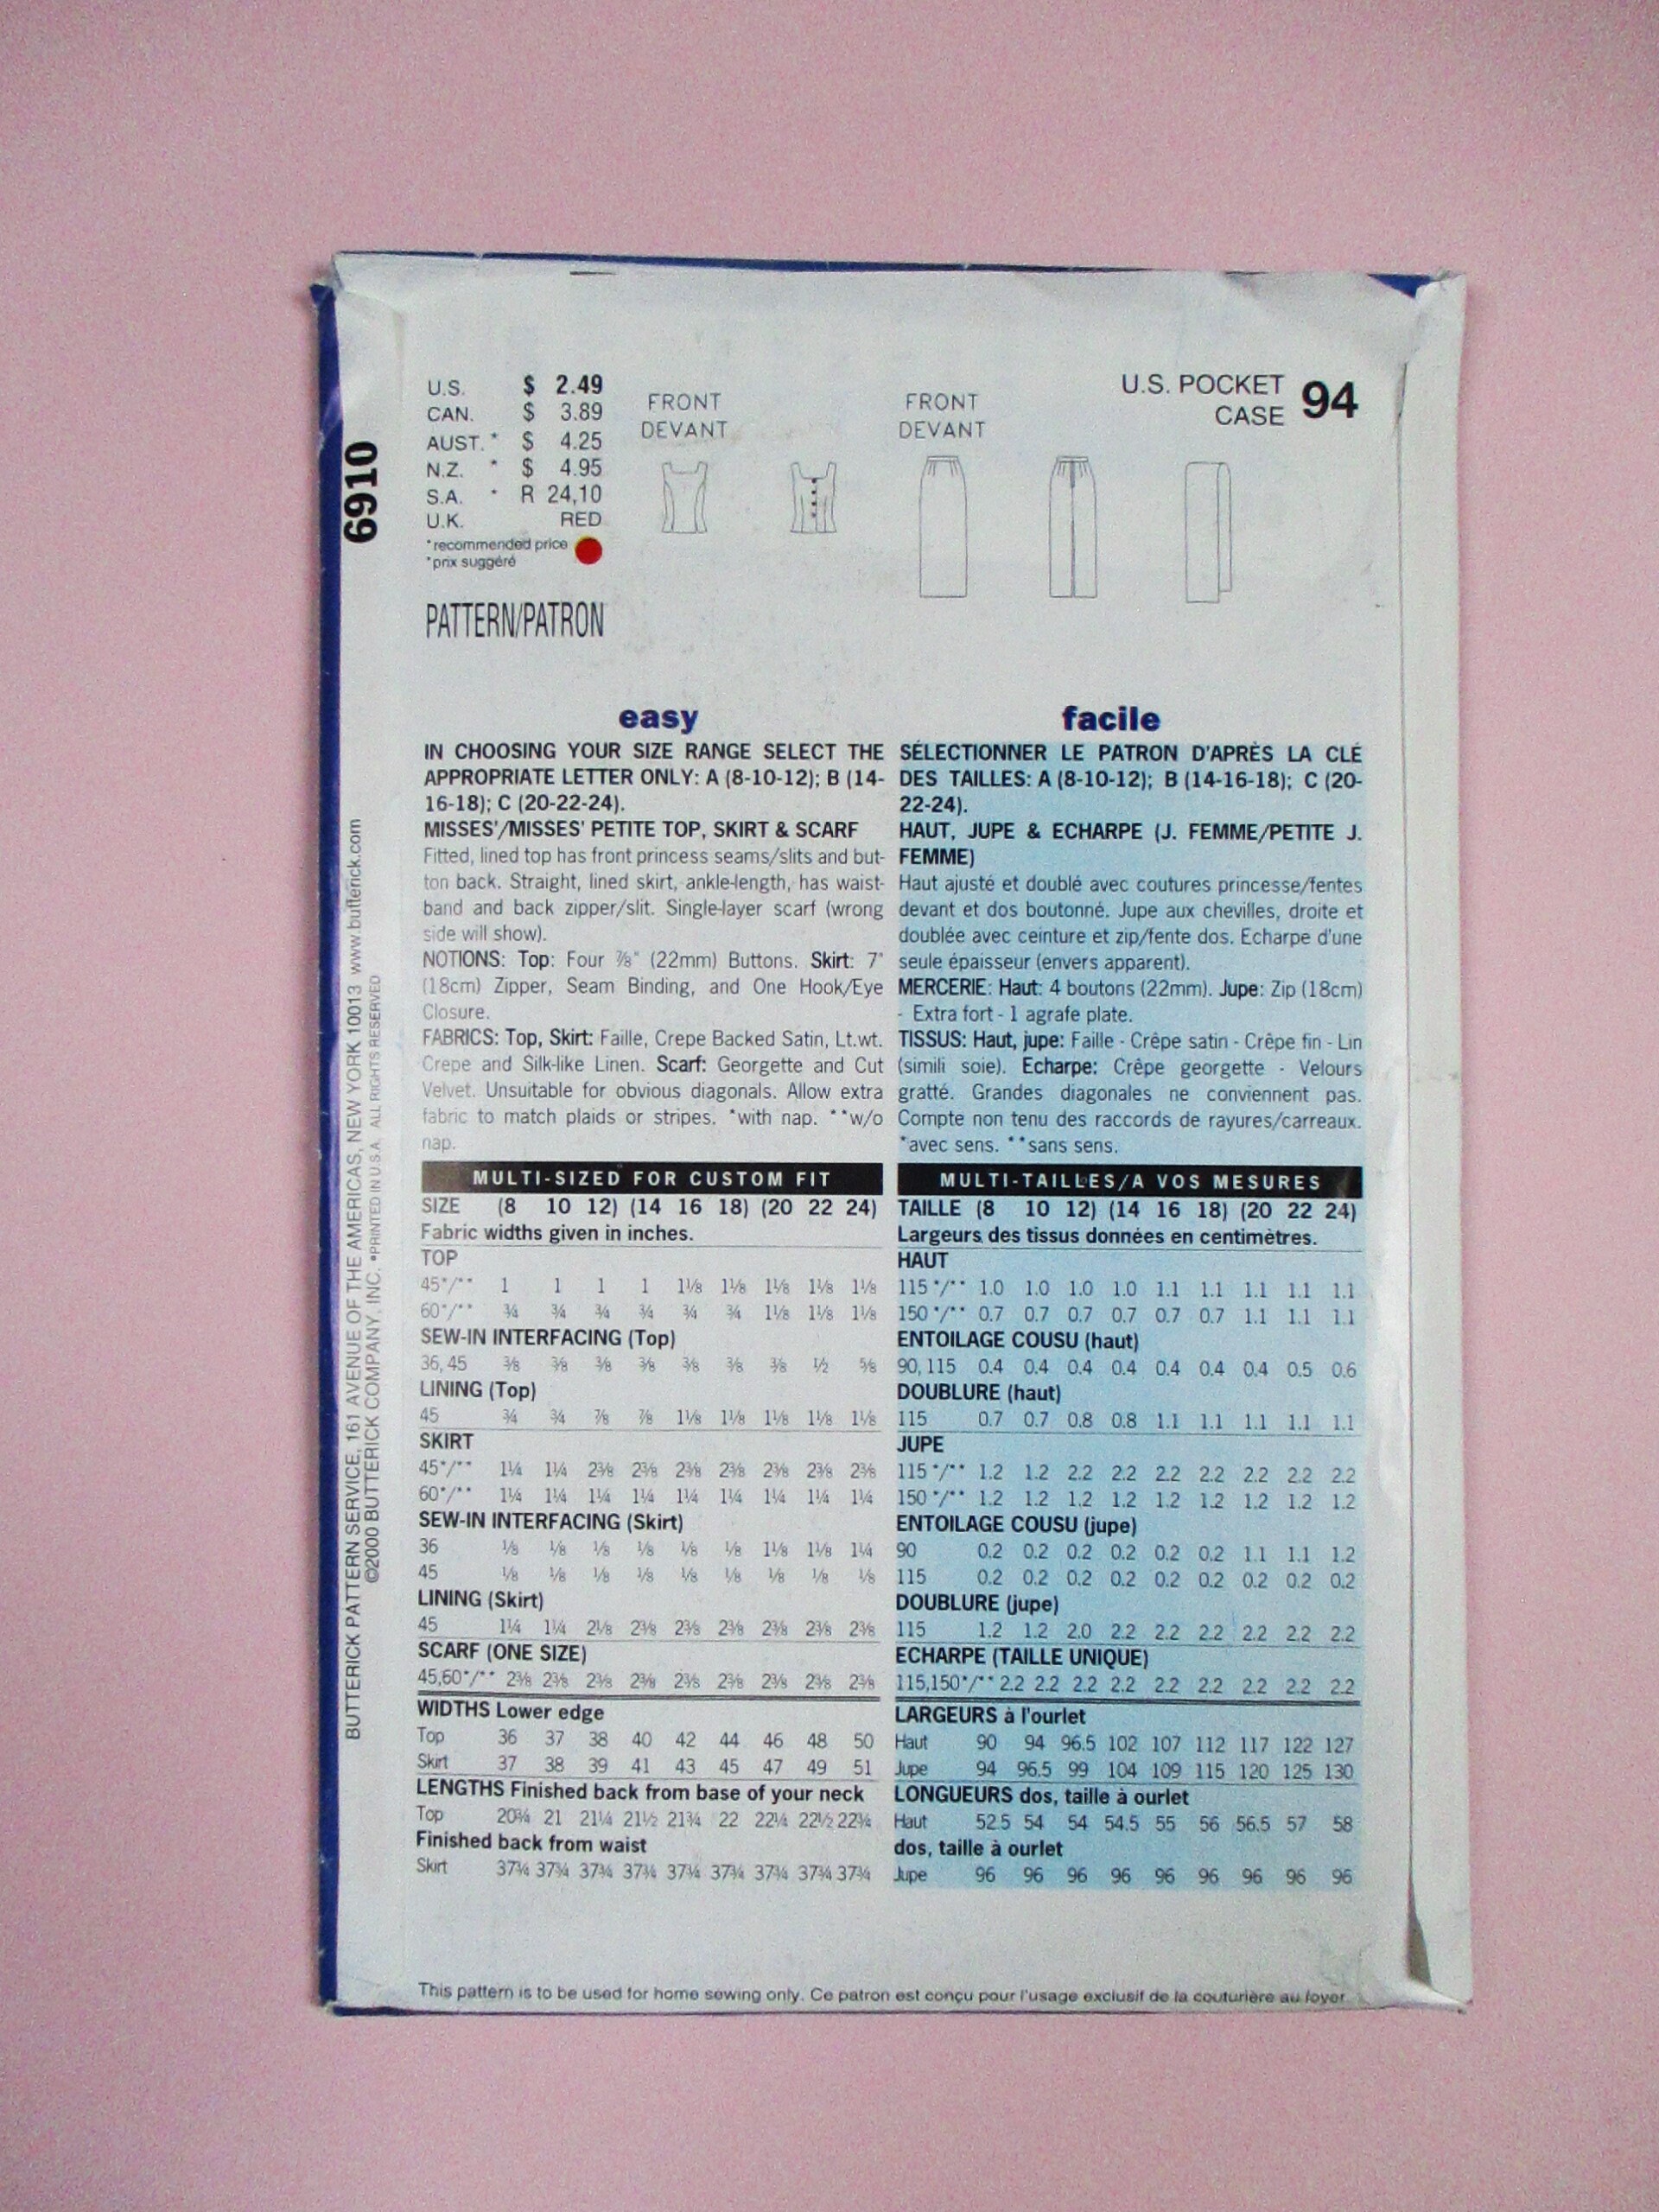 6910
BUTTERICK PATTERN SERVICE, 161 AVENUE OF THE AMERICAS, NEW YORK 10013 www.butterick.com
©2000 BUTTERICK COMPANY, INC. •PRINTED IN U.S.A. ALL RIGHTS RESERVED
U.S. $ 2.49
CAN. $ 3.89
AUST.* $ 4.25
N.Z. * $ 4.95
S.A. * R 24,10
U.K. RED
*recommended price
*prix suggéré
FRONT
DEVANT
FRONT
DEVANT
U.S. POCKET
CASE 94
PATTERN/PATRON
easy
IN CHOOSING YOUR SIZE RANGE SELECT THE
APPROPRIATE LETTER ONLY: A (8-10-12); B (14-
16-18); C (20-22-24).
MISSES'/MISSES' PETITE TOP, SKIRT & SCARF
Fitted, lined top has front princess seams/slits and but-
ton back. Straight, lined skirt, ankle-length, has waist-
band and back zipper/slit. Single-layer scarf (wrong
side will show).
NOTIONS: Top: Four ⅞" (22mm) Buttons. Skirt: 7"
(18cm) Zipper, Seam Binding, and One Hook/Eye
Closure.
FABRICS: Top, Skirt: Faille, Crepe Backed Satin, Lt.wt.
Crepe and Silk-like Linen. Scarf: Georgette and Cut
Velvet. Unsuitable for obvious diagonals. Allow extra
fabric to match plaids or stripes. *with nap. **w/o
nap.
MULTI-SIZED FOR CUSTOM FIT
SIZE (8 10 12) (14 16 18) (20 22 24)
Fabric widths given in inches.
TOP
45*/** 1 1 1 1 1⅛ 1⅛ 1⅛ 1⅛ 1⅛
60*/** ¾ ¾ ¾ ¾ ¾ ¾ 1⅛ 1⅛ 1⅛
SEW-IN INTERFACING (Top)
36, 45 ⅜ ⅜ ⅜ ⅜ ⅜ ⅜ ⅜ ½ ⅝
LINING (Top)
45 ¾ ¾ ⅞ ⅞ 1⅛ 1⅛ 1⅛ 1⅛ 1⅛
SKIRT
45*/** 1¼ 1¼ 2⅜ 2⅜ 2⅜ 2⅜ 2⅜ 2⅜ 2⅜
60*/** 1¼ 1¼ 1¼ 1¼ 1¼ 1¼ 1¼ 1¼ 1¼
SEW-IN INTERFACING (Skirt)
36 ⅛ ⅛ ⅛ ⅛ ⅛ ⅛ 1⅛ 1⅛ 1¼
45 ⅛ ⅛ ⅛ ⅛ ⅛ ⅛ ⅛ ⅛ ⅛
LINING (Skirt)
45 1¼ 1¼ 2⅛ 2⅜ 2⅜ 2⅜ 2⅜ 2⅜ 2⅜
SCARF (ONE SIZE)
45,60*/** 2⅜ 2⅜ 2⅜ 2⅜ 2⅜ 2⅜ 2⅜ 2⅜ 2⅜
WIDTHS Lower edge
Top 36 37 38 40 42 44 46 48 50
Skirt 37 38 39 41 43 45 47 49 51
LENGTHS Finished back from base of your neck
Top 20¾ 21 21¼ 21½ 21¾ 22 22¼ 22½ 22¾
Finished back from waist
Skirt 37¾ 37¾ 37¾ 37¾ 37¾ 37¾ 37¾ 37¾ 37¾
facile
SÉLECTIONNER LE PATRON D'APRÈS LA CLÉ
DES TAILLES: A (8-10-12); B (14-16-18); C (20-
22-24).
HAUT, JUPE & ECHARPE (J. FEMME/PETITE J.
FEMME)
Haut ajusté et doublé avec coutures princesse/fentes
devant et dos boutonné. Jupe aux chevilles, droite et
doublée avec ceinture et zip/fente dos. Echarpe d'une
seule épaisseur (envers apparent).
MERCERIE: Haut: 4 boutons (22mm). Jupe: Zip (18cm)
- Extra fort - 1 agrafe plate.
TISSUS: Haut, jupe: Faille - Crêpe satin - Crêpe fin - Lin
(simili soie). Echarpe: Crêpe georgette - Velours
gratté. Grandes diagonales ne conviennent pas.
Compte non tenu des raccords de rayures/carreaux.
*avec sens. **sans sens.
MULTI-TAILLES/A VOS MESURES
TAILLE (8 10 12) (14 16 18) (20 22 24)
Largeurs des tissus données en centimètres.
HAUT
115*/** 1.0 1.0 1.0 1.0 1.1 1.1 1.1 1.1 1.1
150*/** 0.7 0.7 0.7 0.7 0.7 0.7 1.1 1.1 1.1
ENTOILAGE COUSU (haut)
90,115 0.4 0.4 0.4 0.4 0.4 0.4 0.4 0.5 0.6
DOUBLURE (haut)
115 0.7 0.7 0.8 0.8 1.1 1.1 1.1 1.1 1.1
JUPE
115*/** 1.2 1.2 2.2 2.2 2.2 2.2 2.2 2.2 2.2
150*/** 1.2 1.2 1.2 1.2 1.2 1.2 1.2 1.2 1.2
ENTOILAGE COUSU (jupe)
90 0.2 0.2 0.2 0.2 0.2 0.2 1.1 1.1 1.2
115 0.2 0.2 0.2 0.2 0.2 0.2 0.2 0.2 0.2
DOUBLURE (jupe)
115 1.2 1.2 2.0 2.2 2.2 2.2 2.2 2.2 2.2
ECHARPE (TAILLE UNIQUE)
115,150*/** 2.2 2.2 2.2 2.2 2.2 2.2 2.2 2.2 2.2
LARGEURS à l'ourlet
Haut 90 94 96.5 102 107 112 117 122 127
Jupe 94 96.5 99 104 109 115 120 125 130
LONGUEURS dos, taille à ourlet
Haut 52.5 54 54 54.5 55 56 56.5 57 58
dos, taille à ourlet
Jupe 96 96 96 96 96 96 96 96 96
This pattern is to be used for home sewing only. Ce patron est conçu pour l'usage exclusif de la couturière au foyer.